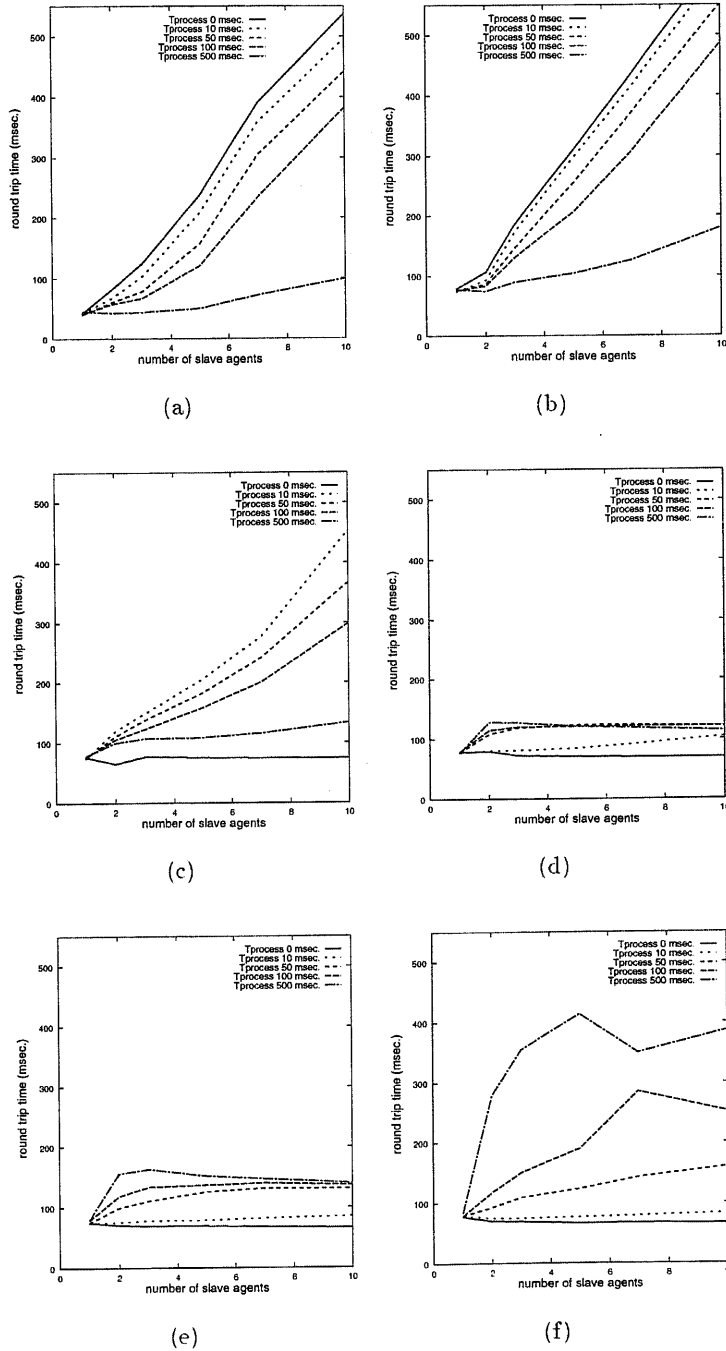 round trip time (msec.)
500
400
300
200
100
0
Tprocess 0 msec.
Tprocess 10 msec.
Tprocess 50 msec.
Tprocess 100 msec.
Tprocess 500 msec.
0 2 4 6 8 10
number of slave agents
(a)
round trip time (msec.)
500
400
300
200
100
0
Tprocess 0 msec.
Tprocess 10 msec.
Tprocess 50 msec.
Tprocess 100 msec.
Tprocess 500 msec.
0 2 4 6 8 10
number of slave agents
(b)
round trip time (msec.)
500
400
300
200
100
0
Tprocess 0 msec.
Tprocess 10 msec.
Tprocess 50 msec.
Tprocess 100 msec.
Tprocess 500 msec.
0 2 4 6 8 10
number of slave agents
(c)
round trip time (msec.)
500
400
300
200
100
0
Tprocess 0 msec.
Tprocess 10 msec.
Tprocess 50 msec.
Tprocess 100 msec.
Tprocess 500 msec.
0 2 4 6 8 10
number of slave agents
(d)
round trip time (msec.)
500
400
300
200
100
0
Tprocess 0 msec.
Tprocess 10 msec.
Tprocess 50 msec.
Tprocess 100 msec.
Tprocess 500 msec.
0 2 4 6 8 10
number of slave agents
(e)
round trip time (msec.)
500
400
300
200
100
0
Tprocess 0 msec.
Tprocess 10 msec.
Tprocess 50 msec.
Tprocess 100 msec.
Tprocess 500 msec.
0 2 4 6 8 10
number of slave agents
(f)